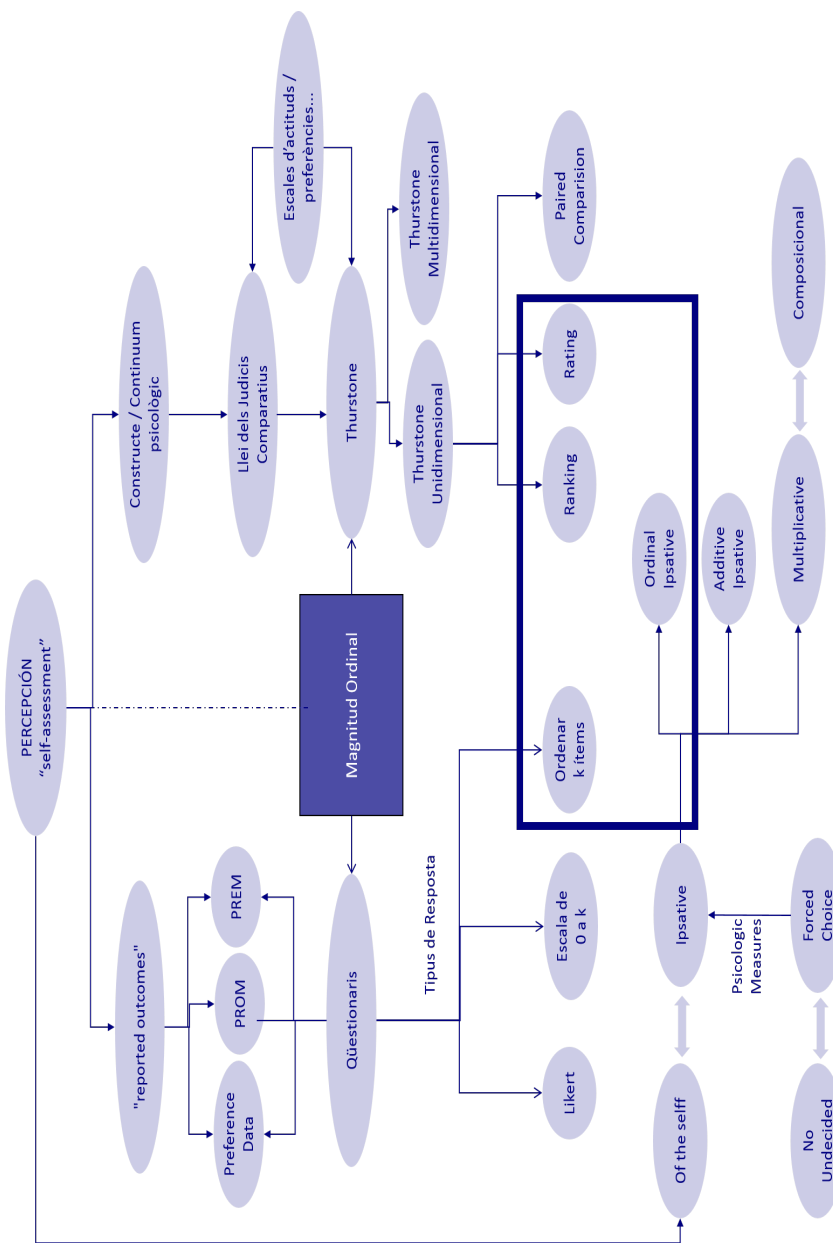 PERCEPCIÓN
“self-assessment”
"reported outcomes"
Constructe / Continuum
psicològic
Preference
Data
PROM
PREM
Llei dels Judicis
Comparatius
Escales d’actituds /
preferències...
Qüestionaris
Magnitud Ordinal
Thurstone
Tipus de Resposta
Thurstone
Unidimensional
Thurstone
Multidimensional
Likert
Escala de
0 a k
Ordenar
k ítems
Ranking
Rating
Paired
Comparision
Of the selff
Ipsative
Ordinal
Ipsative
Additive
Ipsative
Psicologic
Measures
No
Undecided
Forced
Choice
Multiplicative
Composicional